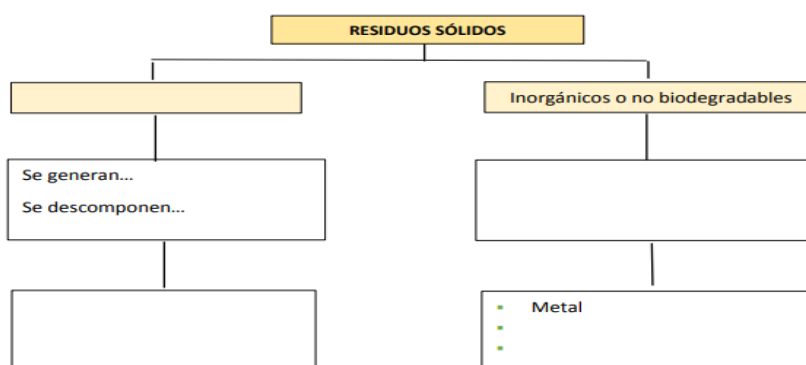 RESIDUOS SÓLIDOS
Inorgánicos o no biodegradables
Se generan...
Se descomponen...
Metal